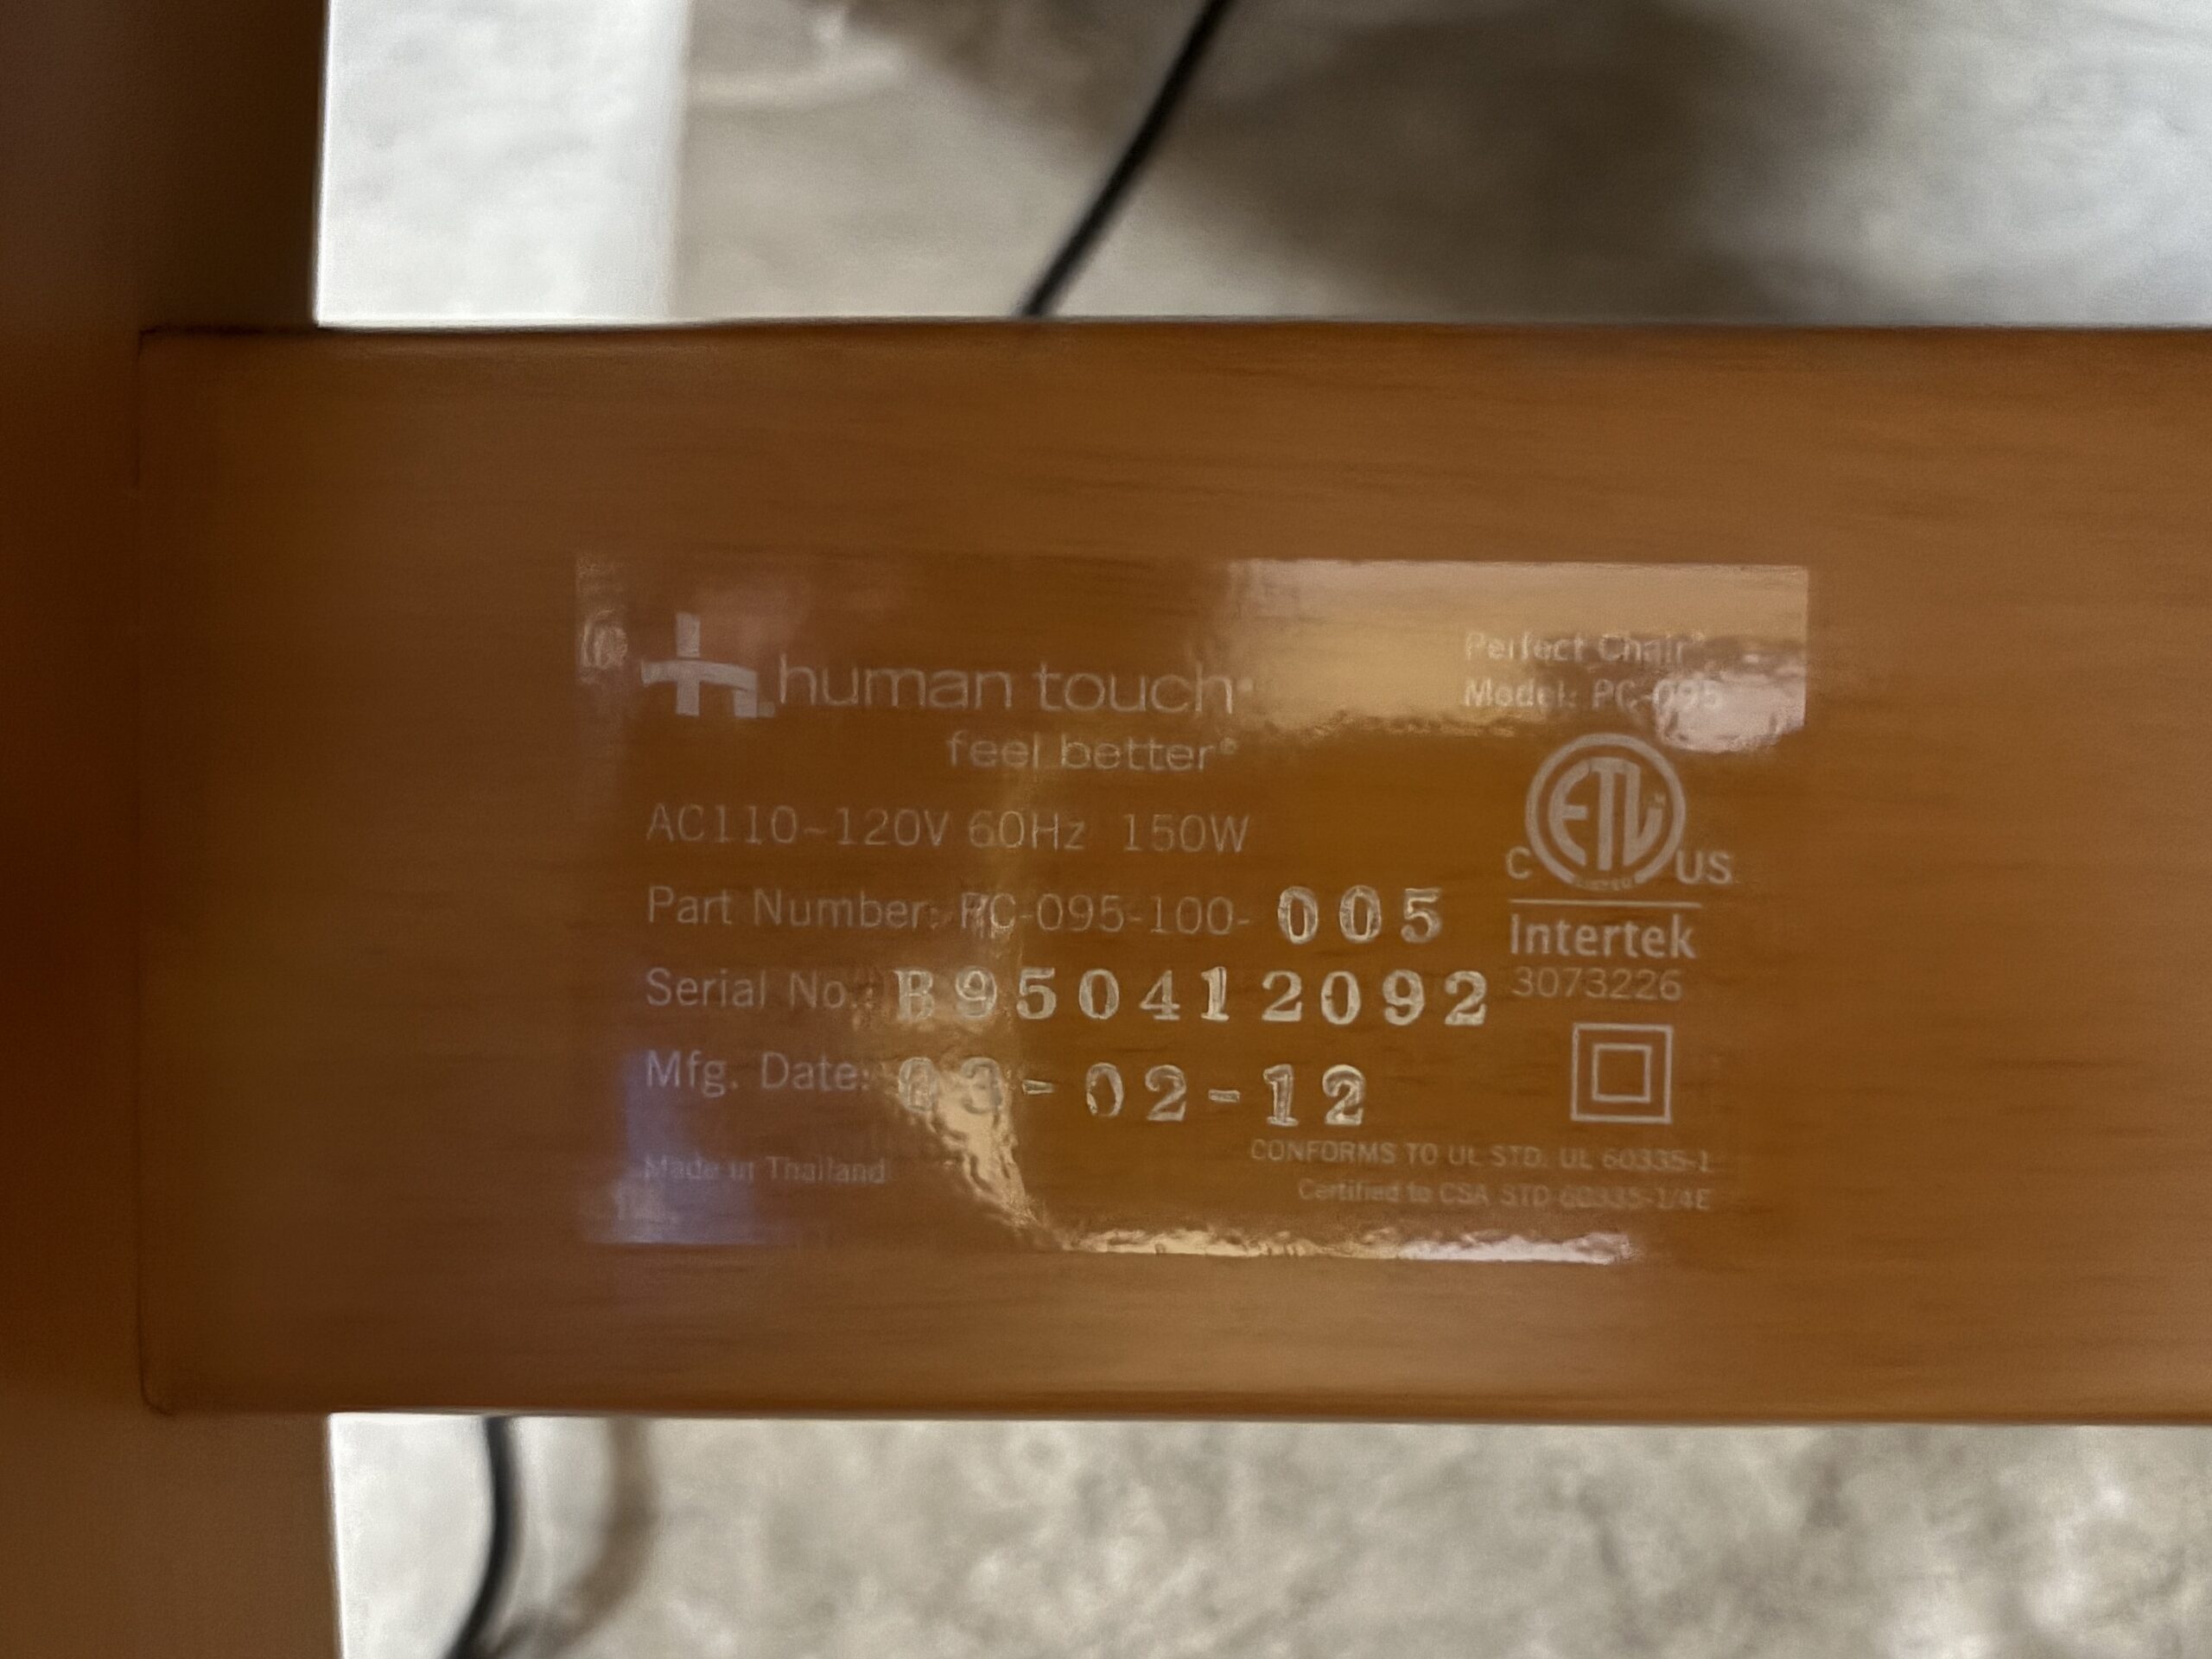 human touch®
feel better®
Perfect Chair®
Model: PC-095
AC110~120V 60Hz 150W
Part Number: PC-095-100- 005
Serial No.: B950412092
Mfg. Date: 03-02-12
Made in Thailand
ETL
C US
Intertek
3073226
CONFORMS TO UL STD. UL 60335-1
Certified to CSA STD 60335-1/4E